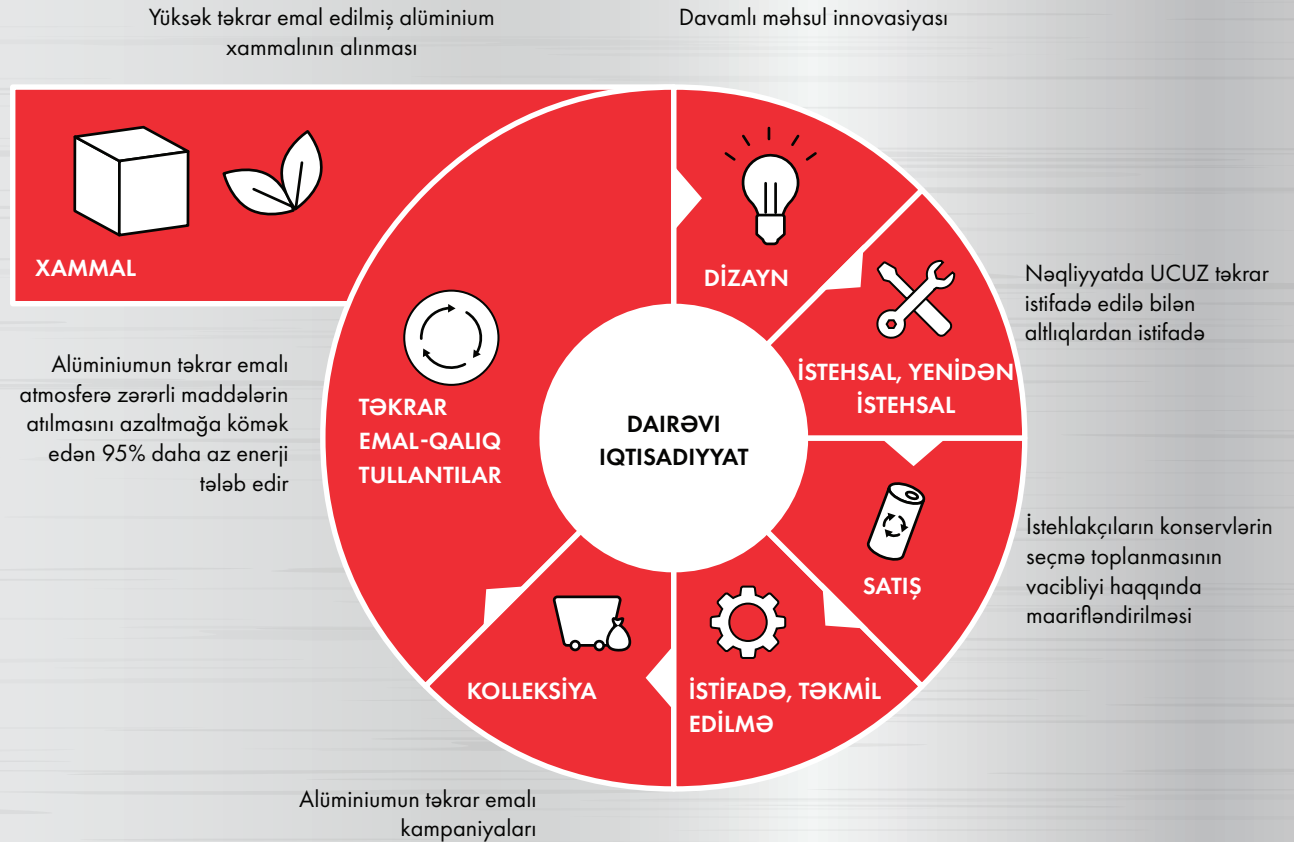 Yüksək təkrar emal edilmiş alüminium
xammalının alınması
Davamlı məhsul innovasiyası
XAMMAL
DİZAYN
Nəqliyyatda UCUZ təkrar
istifadə edilə bilən
altlıqlardan istifadə
İSTEHSAL, YENİDƏN
İSTEHSAL
Alüminiumun təkrar emalı
atmosferə zərərli maddələrin
atılmasını azaltmağa kömək
edən 95% daha az enerji
tələb edir
TƏKRAR
EMAL-QALIQ
TULLANTILAR
DAIRƏVI
IQTISADIYYAT
SATIŞ
İstehlakçıların konservlərin
seçmə toplanmasının
vacibliyi haqqında
maarifləndirilməsi
KOLLEKSİYA
İSTİFADƏ, TƏKMİL
EDİLMƏ
Alüminiumun təkrar emalı
kampaniyaları